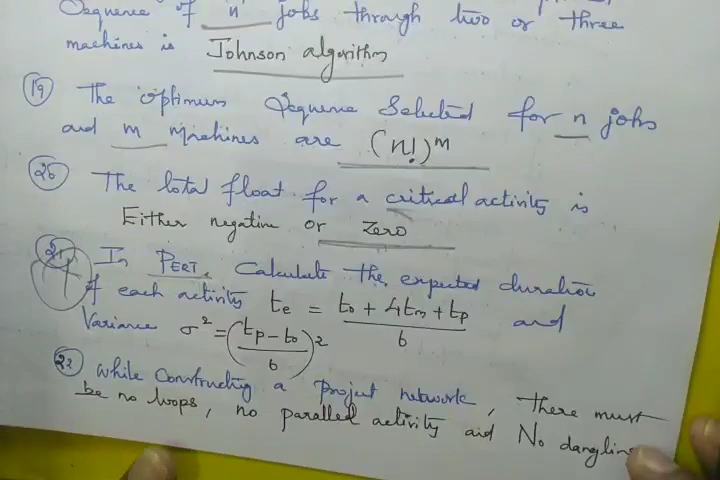 Sequence of n jobs through two or three
machines is Johnson algorithm
(19) The optimum Sequence Selected for n jobs
and m machines are (n!)^m
(20) The total float for a critical activity is
Either negative or Zero
In PERT, Calculate the expected duration
of each activity te = to + 4tm + tp / 6 and
Variance σ² = (tp - to / 6)²
(22) While Constructing a project network, There must
be no loops, no parallel activity and No dangling